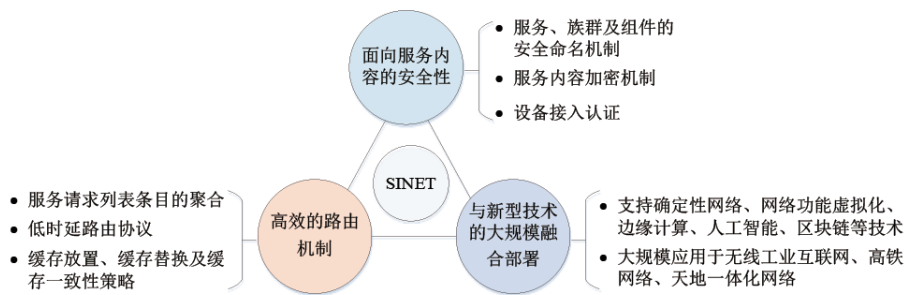 面向服务内
容的安全性
● 服务、族群及组件的
安全命名机制
● 服务内容加密机制
● 设备接入认证
SINET
● 服务请求列表条目的聚合
● 低时延路由协议
● 缓存放置、缓存替换及缓
存一致性策略
高效的路由
机制
与新型技术
的大规模融
合部署
● 支持确定性网络、网络功能虚拟化、
边缘计算、人工智能、区块链等技术
● 大规模应用于无线工业互联网、高铁
网络、天地一体化网络